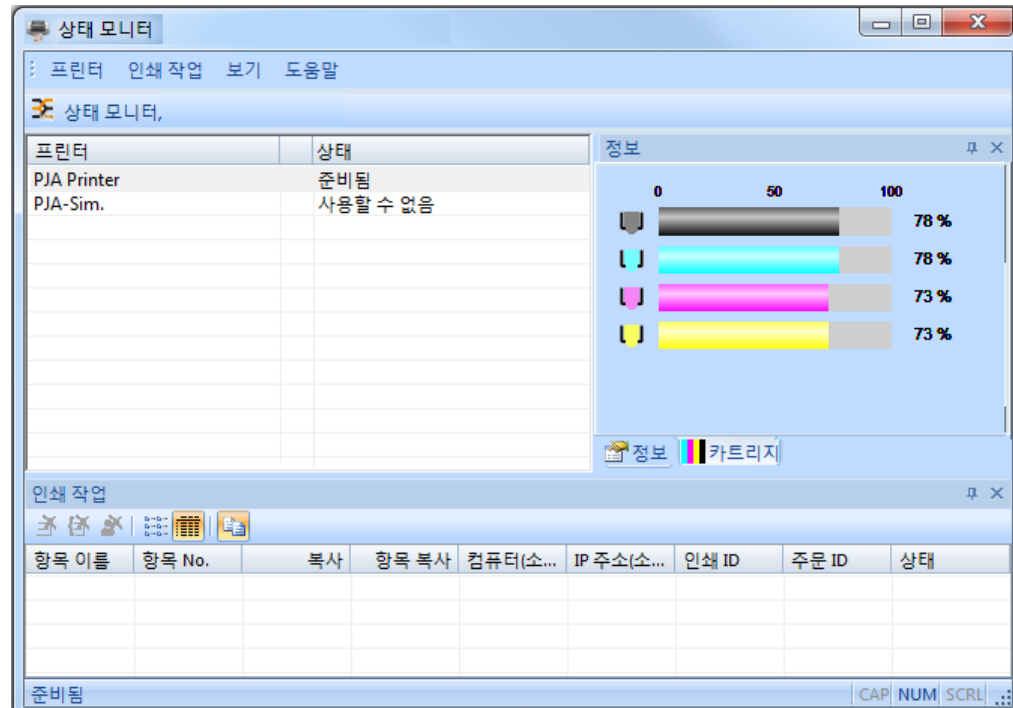 상태 모니터
프린터 인쇄 작업 보기 도움말
상태 모니터,
프린터 상태
PJA Printer 준비됨
PJA-Sim. 사용할 수 없음
정보
0 50 100
78 %
78 %
73 %
73 %
정보 카트리지
인쇄 작업
항목 이름 항목 No. 복사 항목 복사 컴퓨터(소... IP 주소(소... 인쇄 ID 주문 ID 상태
준비됨 CAP NUM SCRL